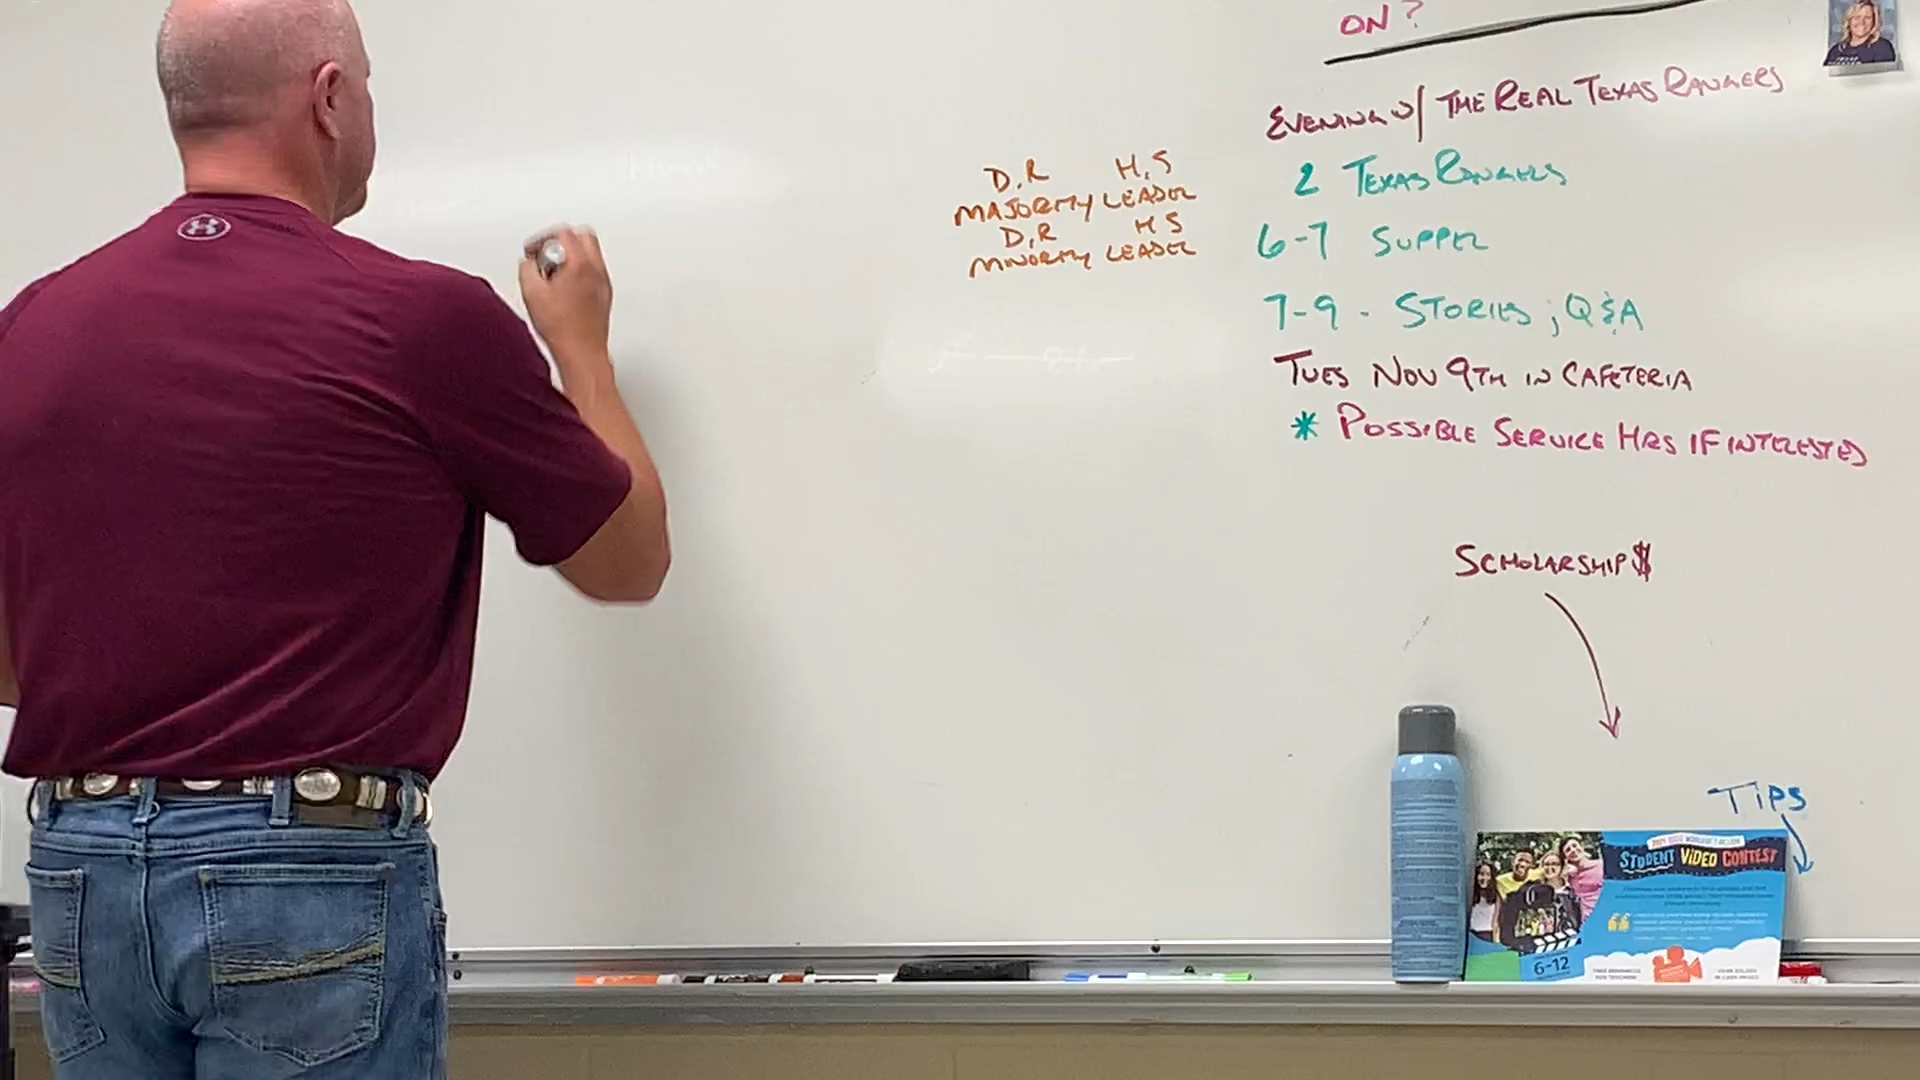 ON?
EVENING W/ THE REAL TEXAS RANGERS
2 TEXAS RANGERS
6-7 SUPPER
7-9 - STORIES; Q&A
TUES NOV 9TH IN CAFETERIA
* POSSIBLE SERVICE HRS IF INTERESTED
D,R H,S
MAJORITY LEADER
D,R H S
MINORITY LEADER
SCHOLARSHIP$
TIPS
STUDENT VIDEO CONTEST
6-12